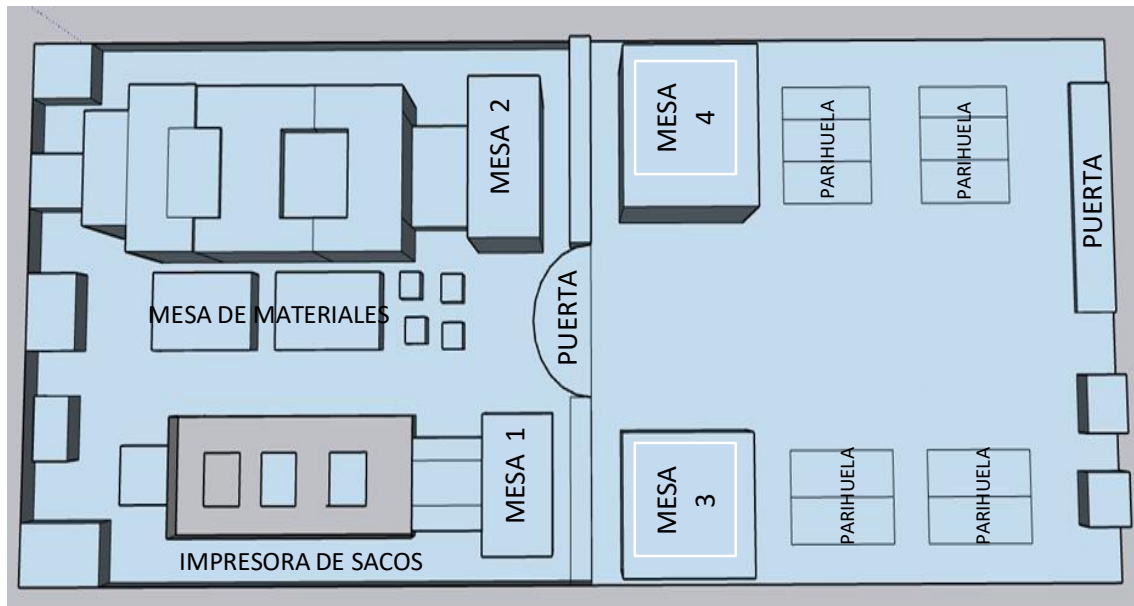 MESA 2
MESA
4
PARIHUELA
PARIHUELA
PUERTA
MESA DE MATERIALES
PUERTA
MESA 1
MESA
3
PARIHUELA
PARIHUELA
IMPRESORA DE SACOS